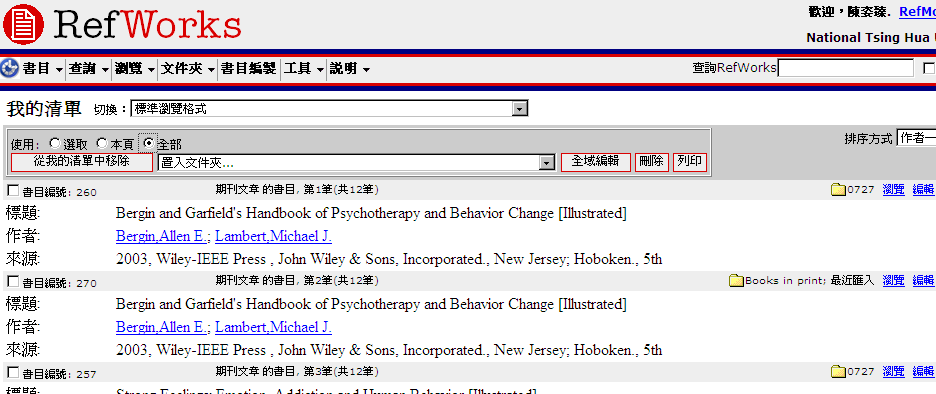 RefWorks
歡迎，陳姿蓁. RefMo
National Tsing Hua U
書目 查詢 瀏覽 文件夾 書目編製 工具 說明 查詢RefWorks
我的清單 切換：標準瀏覽格式
使用: 選取 本頁 全部 排序方式 作者一
從我的清單中移除 置入文件夾... 全域編輯 刪除 列印
書目編號: 260 期刊文章 的書目, 第1筆(共12筆) 0727 瀏覽 編輯
標題: Bergin and Garfield's Handbook of Psychotherapy and Behavior Change [Illustrated]
作者: Bergin,Allen E.; Lambert,Michael J.
來源: 2003, Wiley-IEEE Press , John Wiley & Sons, Incorporated., New Jersey; Hoboken., 5th
書目編號: 270 期刊文章 的書目, 第2筆(共12筆) Books in print; 最近匯入 瀏覽 編輯
標題: Bergin and Garfield's Handbook of Psychotherapy and Behavior Change [Illustrated]
作者: Bergin,Allen E.; Lambert,Michael J.
來源: 2003, Wiley-IEEE Press , John Wiley & Sons, Incorporated., New Jersey; Hoboken., 5th
書目編號: 257 期刊文章 的書目, 第3筆(共12筆) 0727 瀏覽 編輯
標題: Strong Feelings: Emotion, Addiction and Human Behavior [Illustrated]